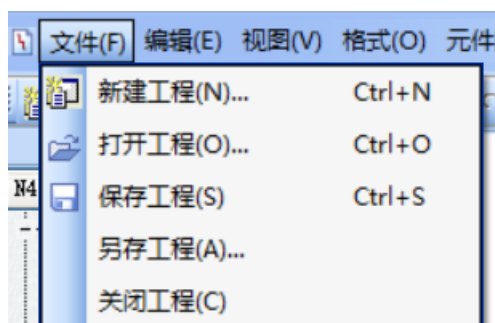 文件(F) 编辑(E) 视图(V) 格式(O) 元件
新建工程(N)... Ctrl+N
打开工程(O)... Ctrl+O
N4
保存工程(S) Ctrl+S
另存工程(A)...
关闭工程(C)